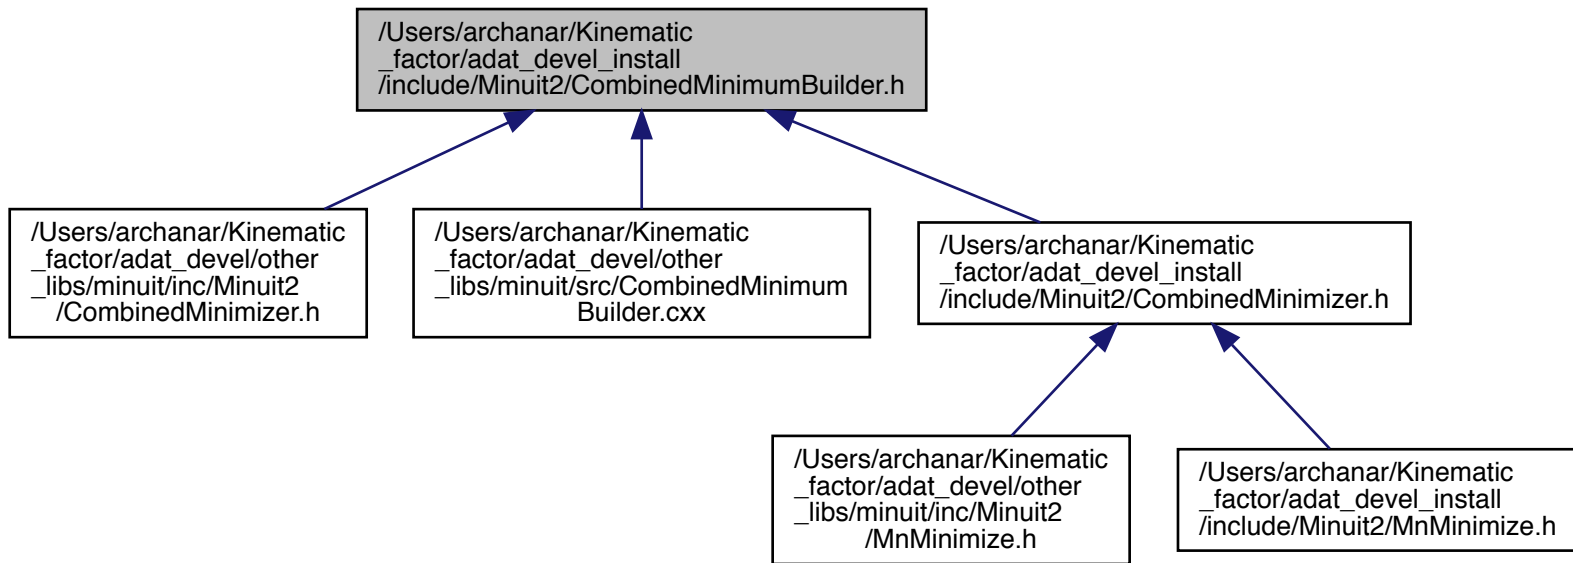 /Users/archanar/Kinematic
_factor/adat_devel_install
/include/Minuit2/CombinedMinimumBuilder.h
/Users/archanar/Kinematic
_factor/adat_devel/other
_libs/minuit/inc/Minuit2
/CombinedMinimizer.h
/Users/archanar/Kinematic
_factor/adat_devel/other
_libs/minuit/src/CombinedMinimum
Builder.cxx
/Users/archanar/Kinematic
_factor/adat_devel_install
/include/Minuit2/CombinedMinimizer.h
/Users/archanar/Kinematic
_factor/adat_devel/other
_libs/minuit/inc/Minuit2
/MnMinimize.h
/Users/archanar/Kinematic
_factor/adat_devel_install
/include/Minuit2/MnMinimize.h